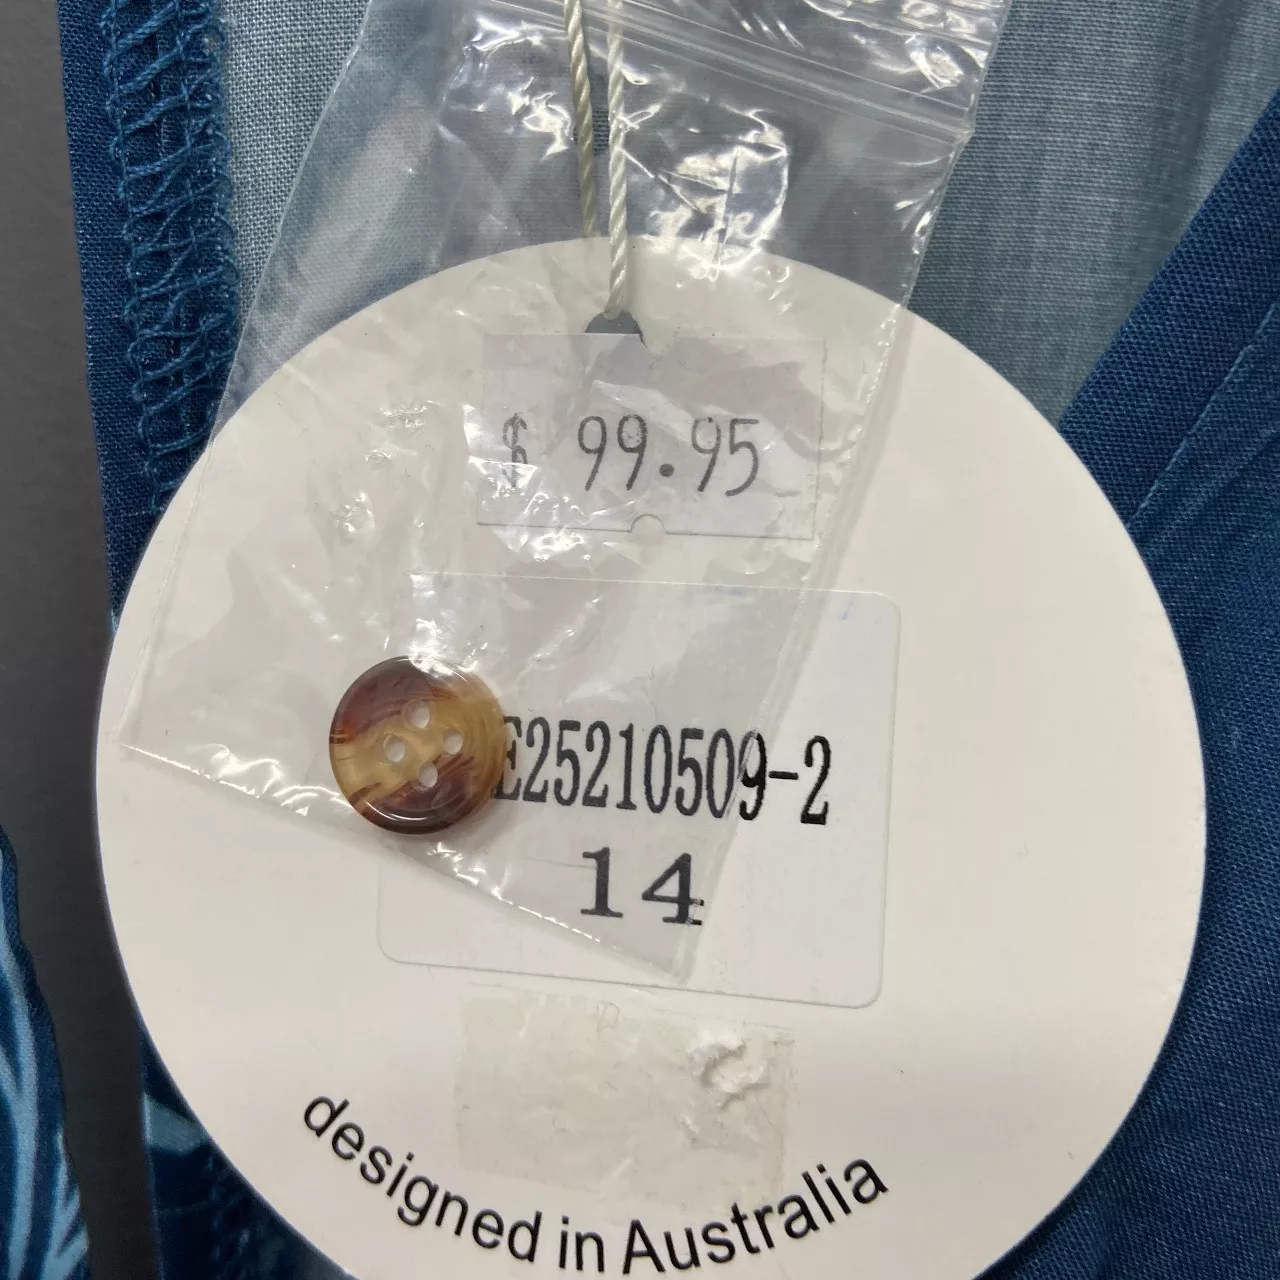 $ 99.95
E25210509-2
14
designed in Australia